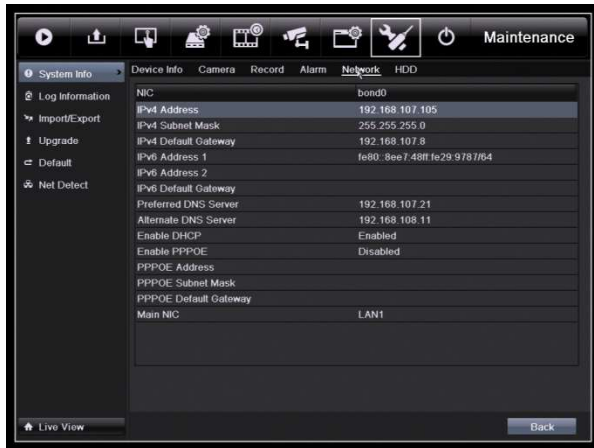 Maintenance
System Info
Log Information
Import/Export
Upgrade
Default
Net Detect
Live View
Device Info Camera Record Alarm Network HDD
NIC bond0
IPv4 Address 192.168.107.105
IPv4 Subnet Mask 255.255.255.0
IPv4 Default Gateway 192.168.107.8
IPv6 Address 1 fe80::8ee7:48ff:fe29:9787/64
IPv6 Address 2
IPv6 Default Gateway
Preferred DNS Server 192.168.107.21
Alternate DNS Server 192.168.108.11
Enable DHCP Enabled
Enable PPPOE Disabled
PPPOE Address
PPPOE Subnet Mask
PPPOE Default Gateway
Main NIC LAN1
Back